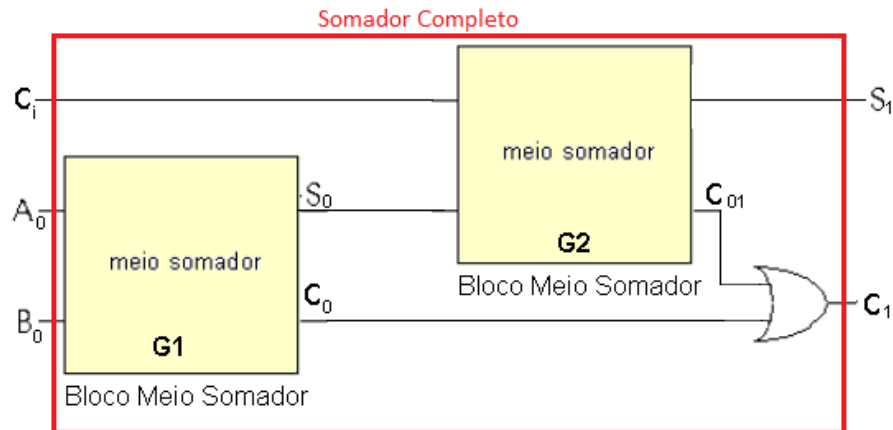 Somador Completo
Cᵢ
S₁
meio somador
A₀
S₀
C₀₁
G2
meio somador
Bloco Meio Somador
C₀
C₁
B₀
G1
Bloco Meio Somador